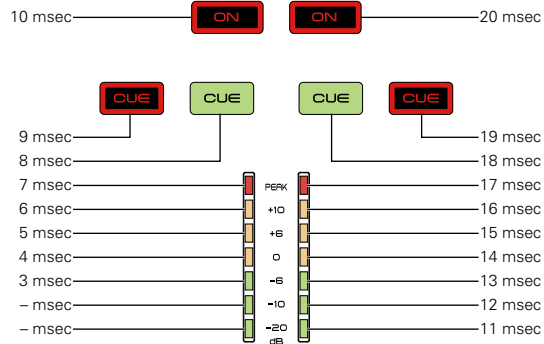 10 msec ON ON 20 msec
CUE CUE CUE CUE
9 msec 19 msec
8 msec 18 msec
7 msec PEAK 17 msec
6 msec +10 16 msec
5 msec +6 15 msec
4 msec 0 14 msec
3 msec -6 13 msec
– msec -10 12 msec
– msec -20 11 msec
dB